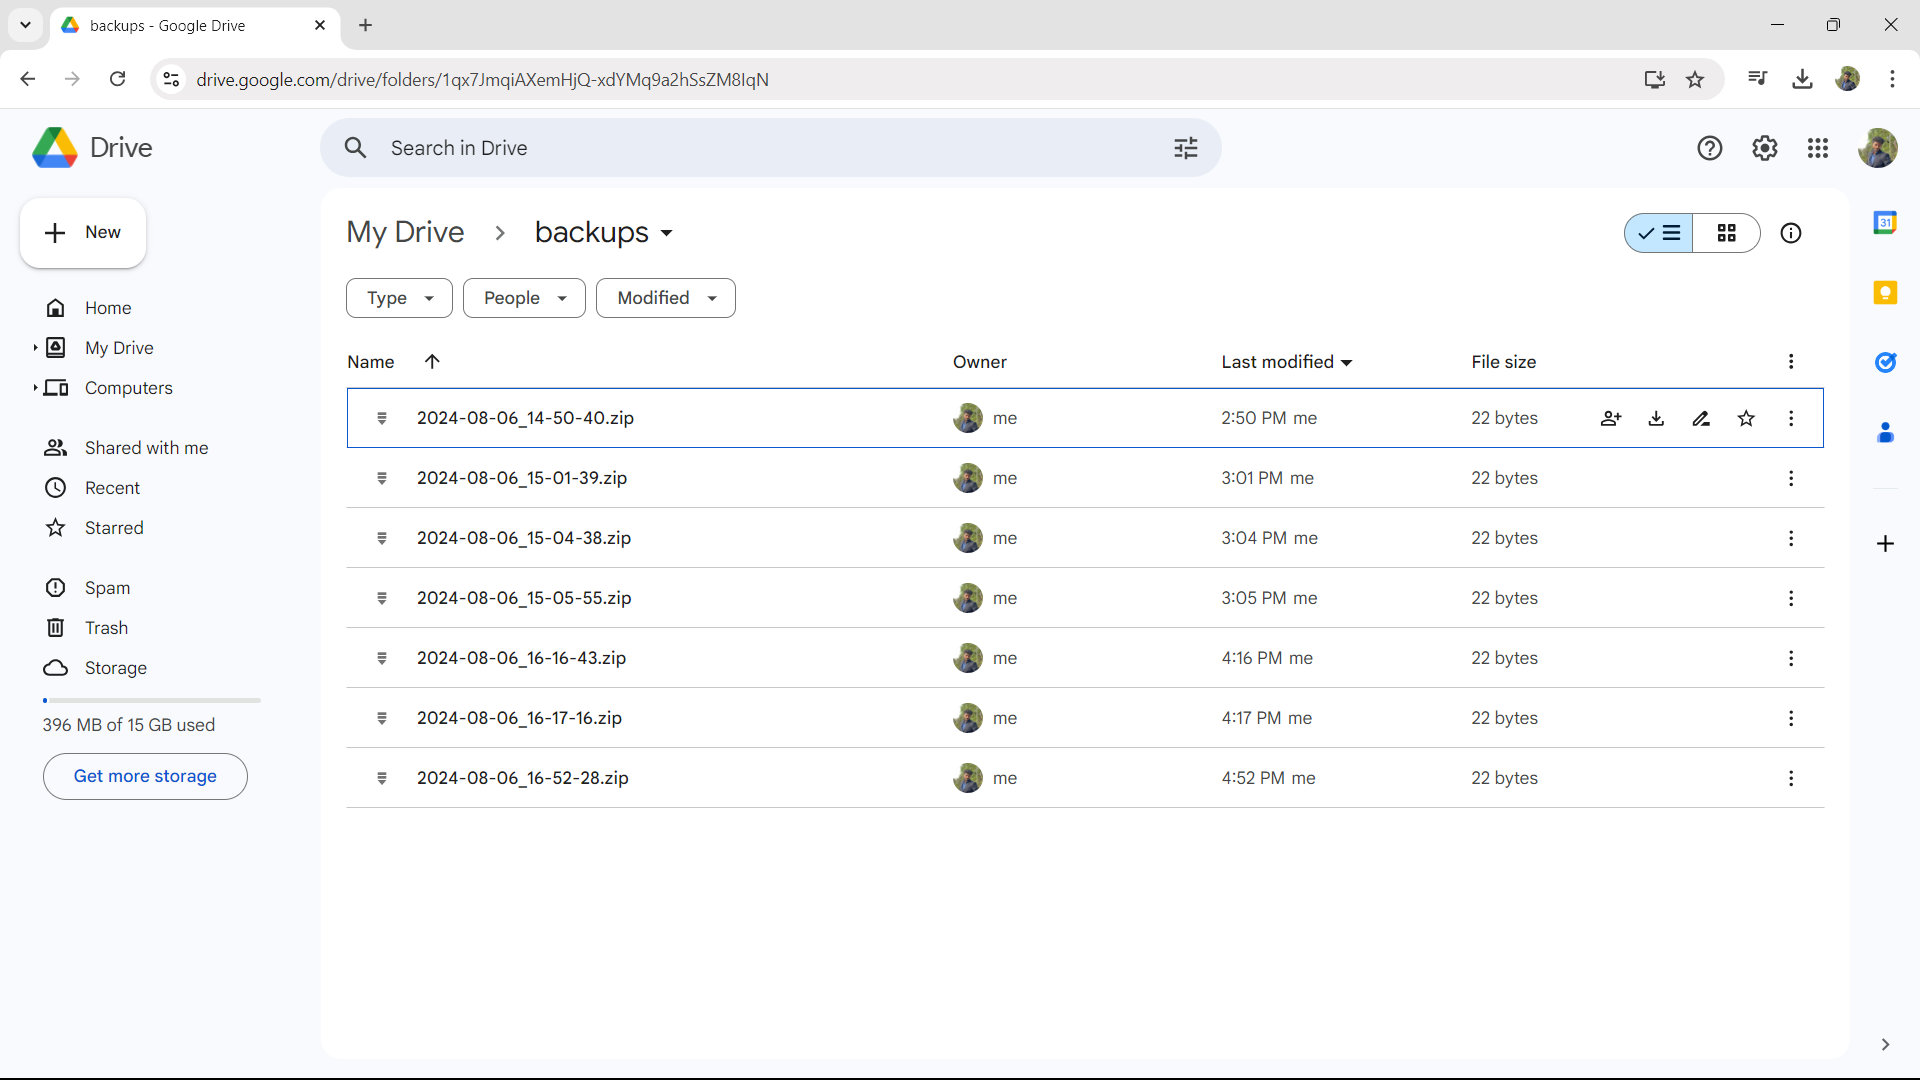 backups - Google Drive
drive.google.com/drive/folders/1qx7JmqiAXemHjQ-xdYMq9a2hSsZM8IqN
Drive
Search in Drive
New
Home
My Drive
Computers
Shared with me
Recent
Starred
Spam
Trash
Storage
396 MB of 15 GB used
Get more storage
My Drive backups
Type People Modified
Name Owner Last modified File size
2024-08-06_14-50-40.zip me 2:50 PM me 22 bytes
2024-08-06_15-01-39.zip me 3:01 PM me 22 bytes
2024-08-06_15-04-38.zip me 3:04 PM me 22 bytes
2024-08-06_15-05-55.zip me 3:05 PM me 22 bytes
2024-08-06_16-16-43.zip me 4:16 PM me 22 bytes
2024-08-06_16-17-16.zip me 4:17 PM me 22 bytes
2024-08-06_16-52-28.zip me 4:52 PM me 22 bytes
31